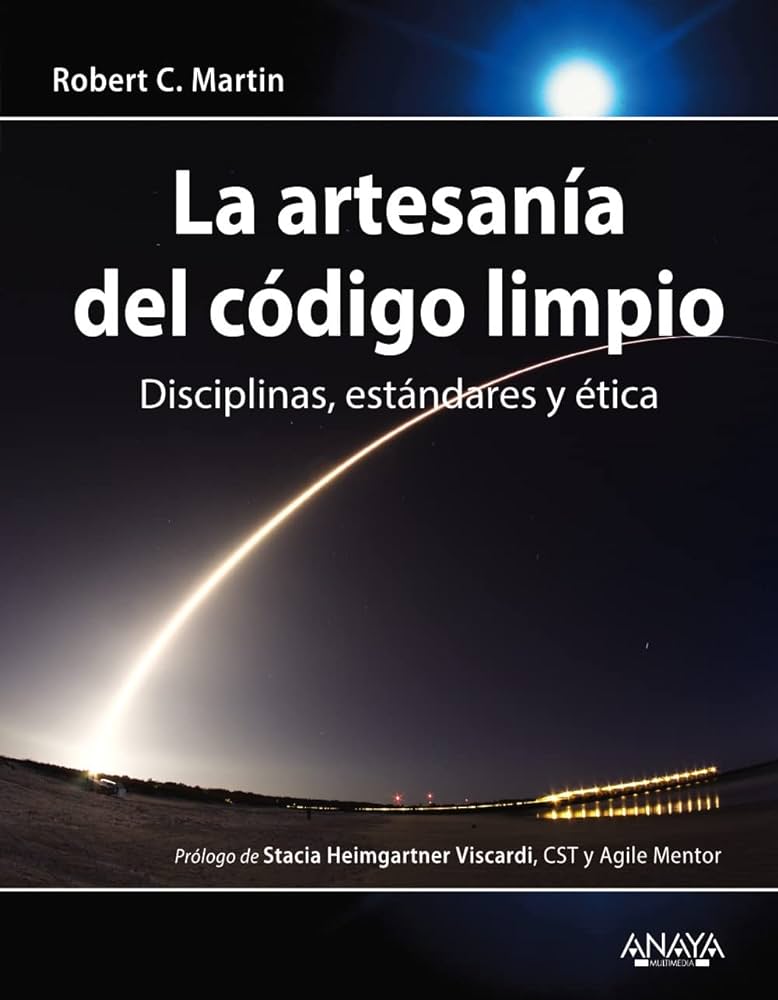 Robert C. Martin
La artesanía
del código limpio
Disciplinas, estándares y ética
Prólogo de Stacia Heimgartner Viscardi, CST y Agile Mentor
ANAYA
MULTIMEDIA